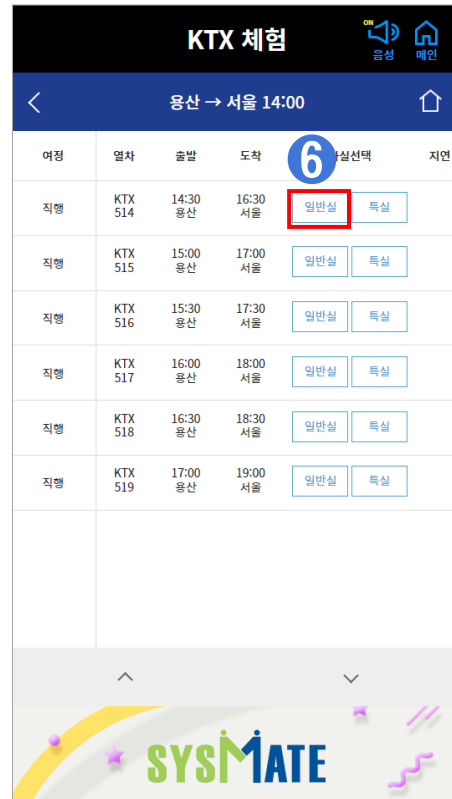 KTX 체험
ON
음성
메인
용산 → 서울 14:00
여정 열차 출발 도착 6 실선택 지연
직행 KTX 514 14:30 용산 16:30 서울 일반실 특실
직행 KTX 515 15:00 용산 17:00 서울 일반실 특실
직행 KTX 516 15:30 용산 17:30 서울 일반실 특실
직행 KTX 517 16:00 용산 18:00 서울 일반실 특실
직행 KTX 518 16:30 용산 18:30 서울 일반실 특실
직행 KTX 519 17:00 용산 19:00 서울 일반실 특실
SYSMATE